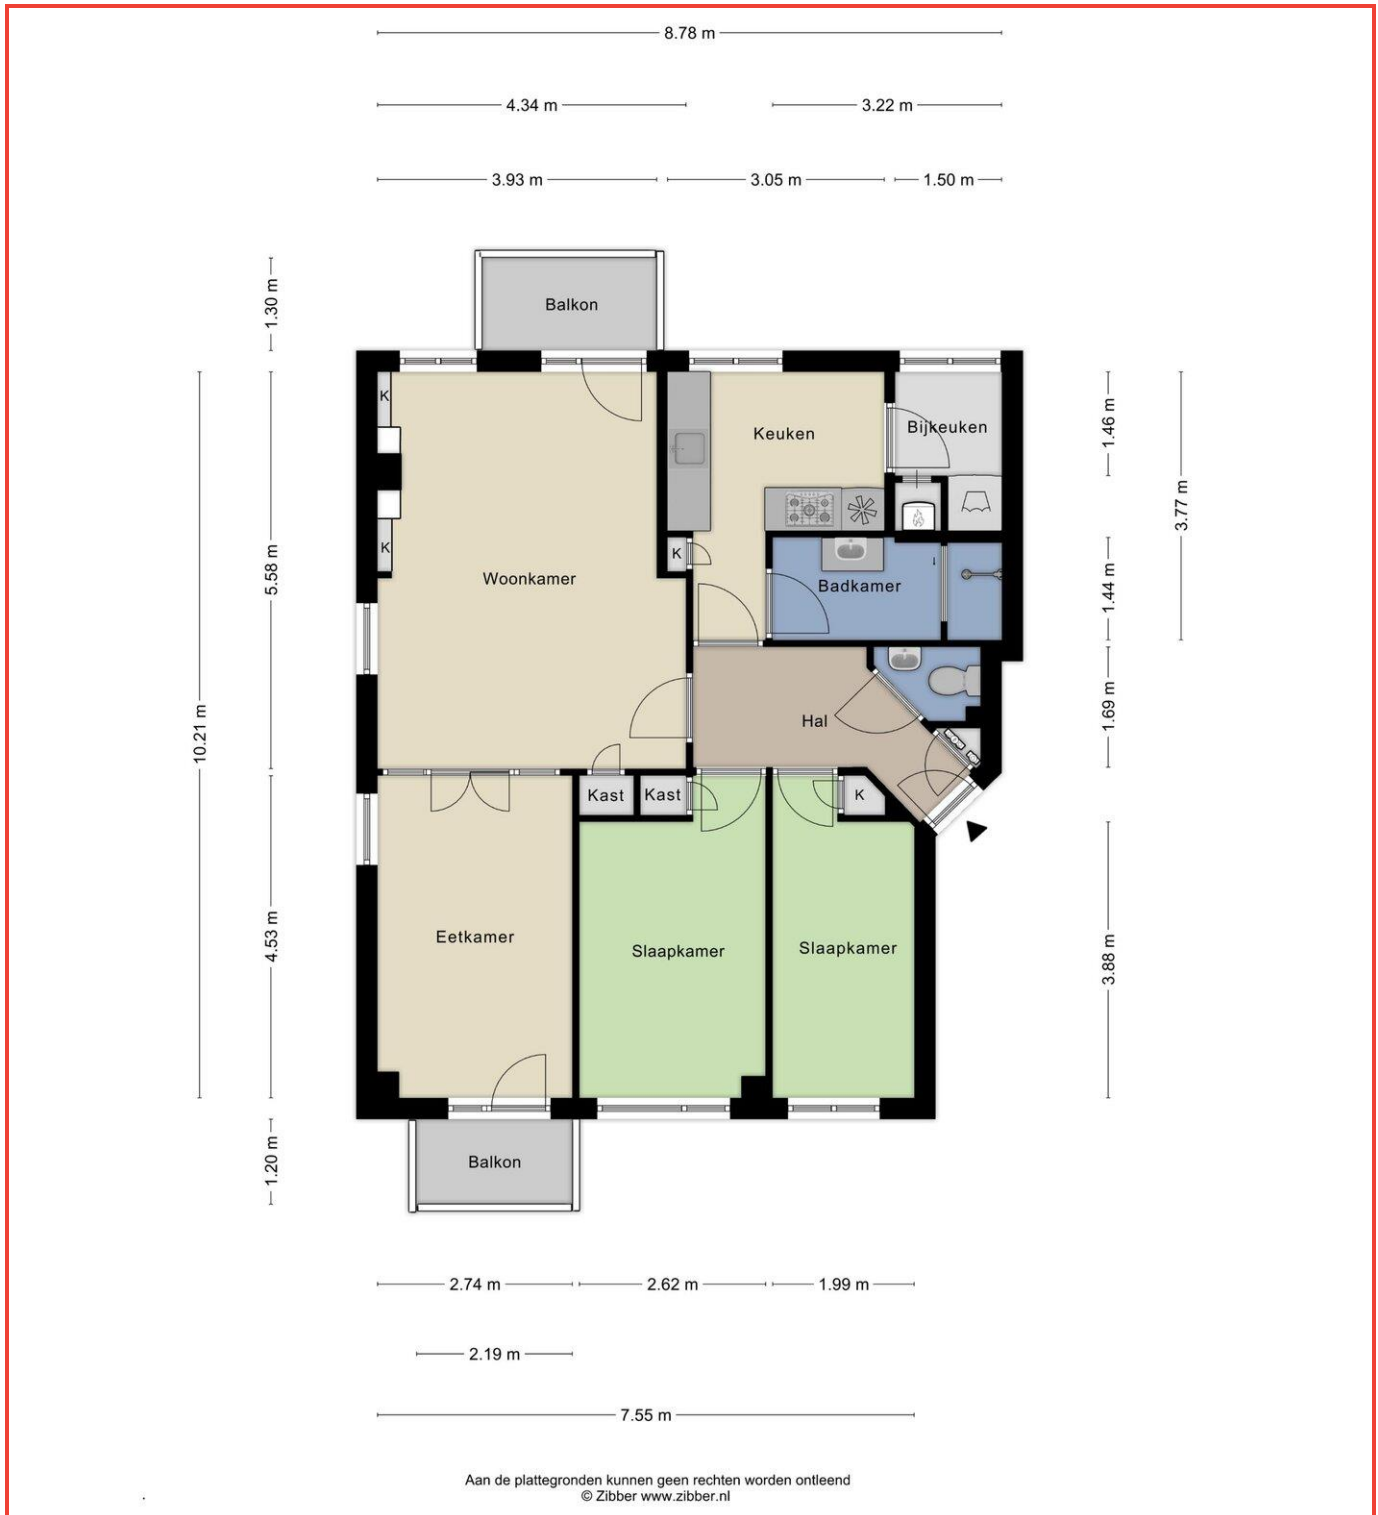 8.78 m
4.34 m
3.22 m
3.93 m
3.05 m
1.50 m
1.30 m
Balkon
K
Keuken
Bijkeuken
1.46 m
3.77 m
K
K
5.58 m
Woonkamer
Badkamer
1.44 m
10.21 m
Hal
1.69 m
Kast
Kast
K
4.53 m
Eetkamer
Slaapkamer
Slaapkamer
3.88 m
1.20 m
Balkon
2.74 m
2.62 m
1.99 m
2.19 m
7.55 m
Aan de plattegronden kunnen geen rechten worden ontleend
© Zibber www.zibber.nl